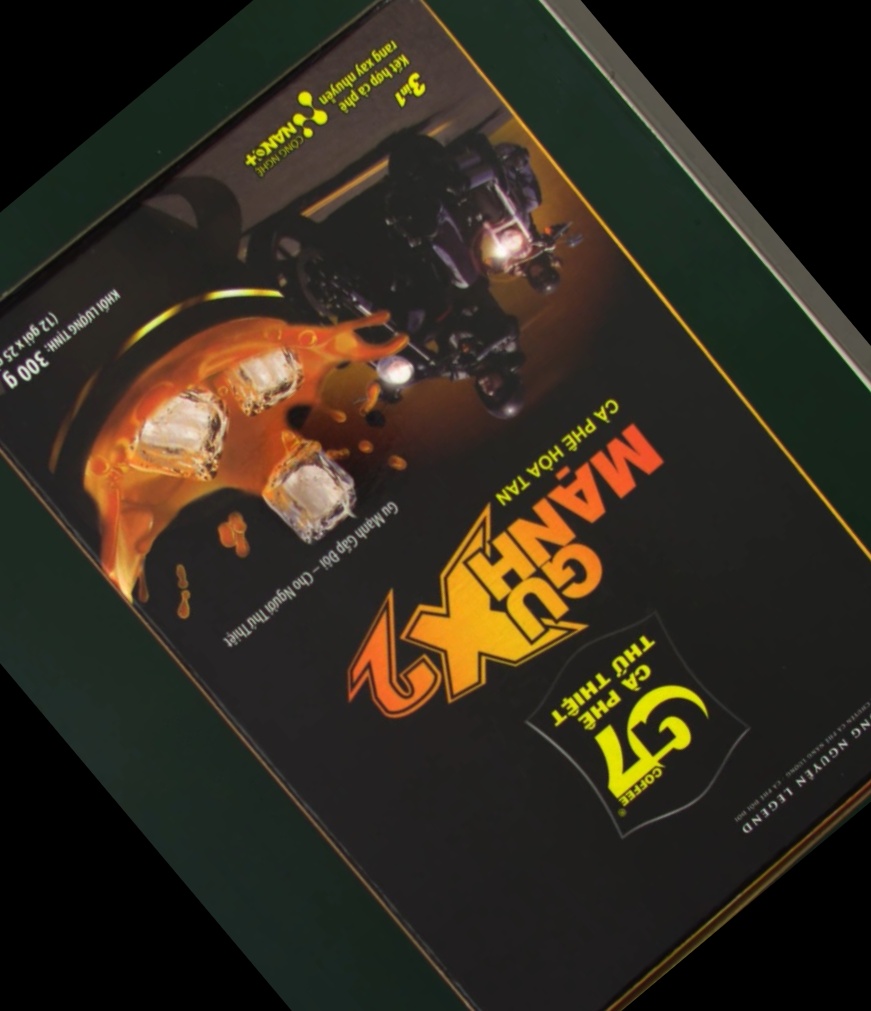 NG NGUYEN LEGEND
COFFEE
G7
CÀ PHÊ
THỨ THIỆT
GU
MẠNH X2
CÀ PHÊ HÒA TAN
Gu Mạnh Gấp Đôi – Cho Người Thứ Thiệt
3in1
Kết hợp cà phê
rang xay nhuyễn
CÔNG NGHỆ
NANO+
KHỐI LƯỢNG TỊNH: 300 g
(12 gói x 25